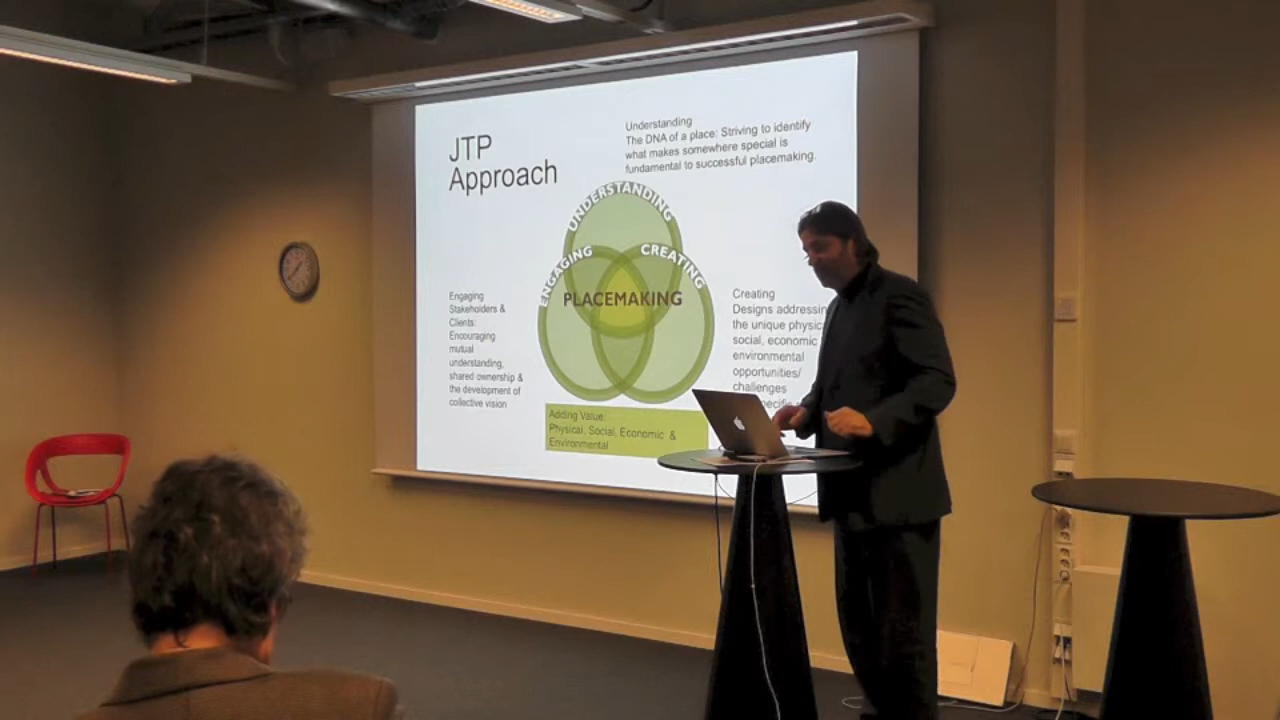 JTP
Approach
Understanding
The DNA of a place: Striving to identify
what makes somewhere special is
fundamental to successful placemaking.
UNDERSTANDING
ENGAGING
CREATING
PLACEMAKING
Engaging
Stakeholders &
Clients:
Encouraging
mutual
understanding,
shared ownership &
the development of
collective vision
Creating
Designs addressin
the unique physic
social, economic
environmental
opportunities/
challenges
Adding Value:
Physical, Social, Economic &
Environmental